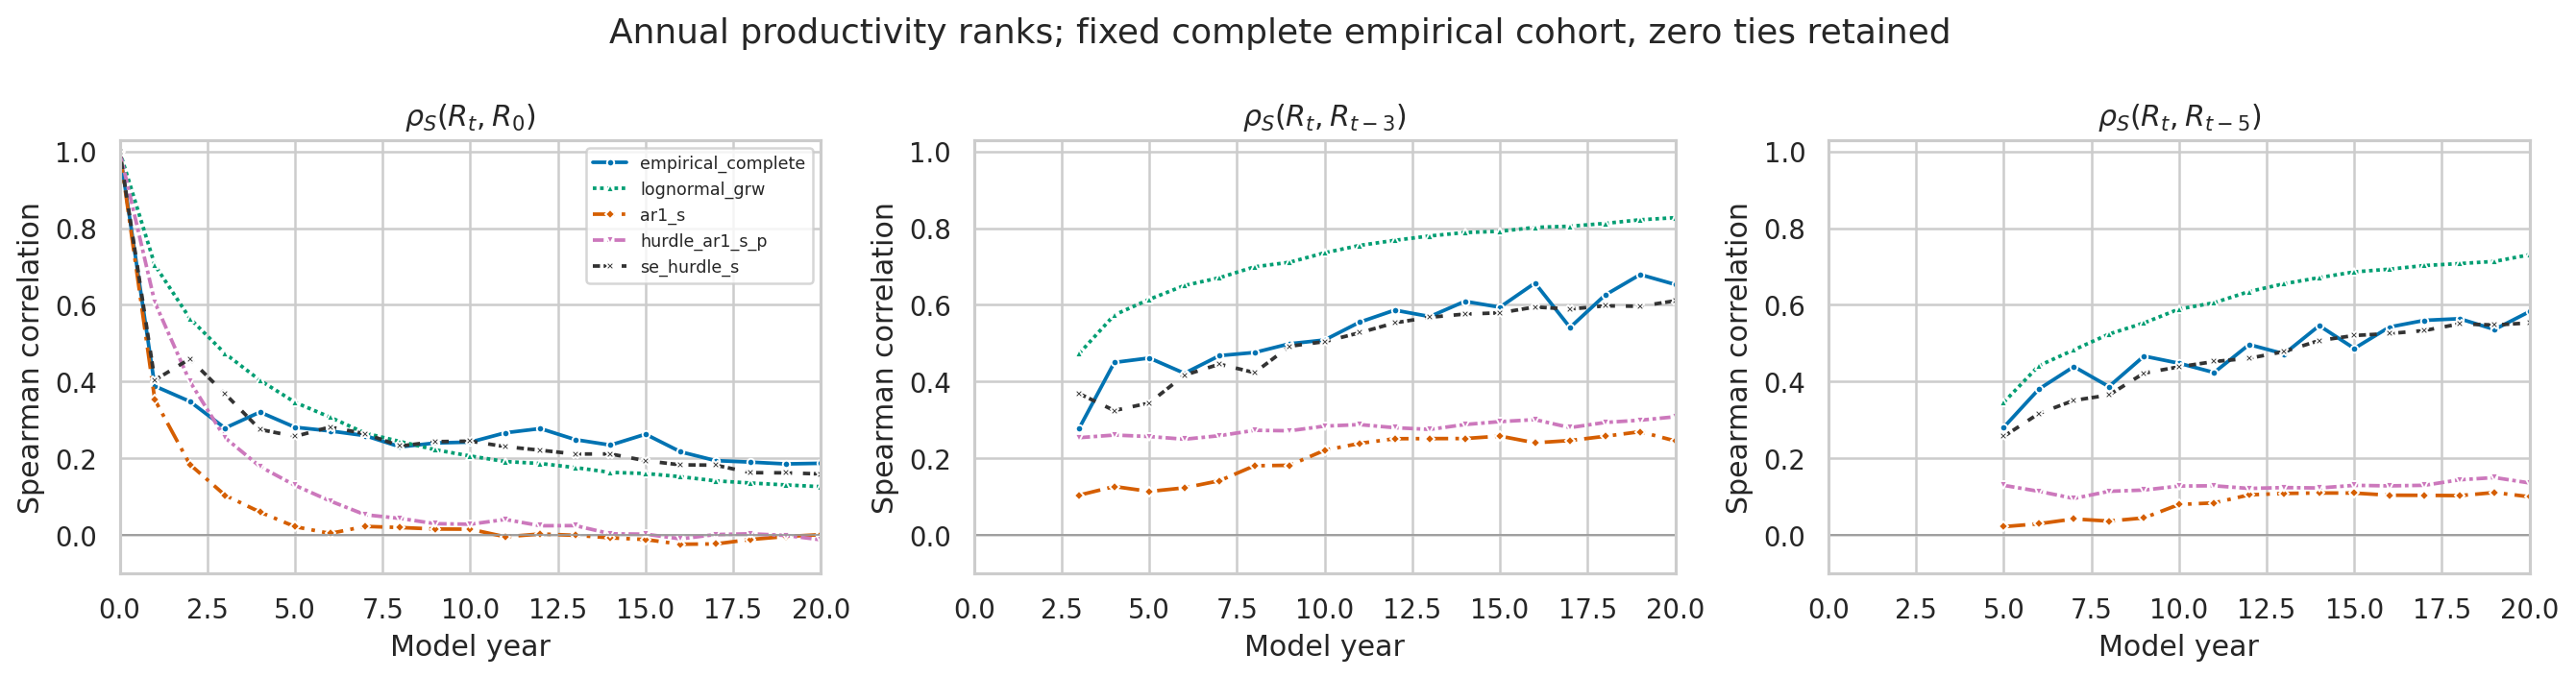 Annual productivity ranks; fixed complete empirical cohort, zero ties retained
ρS(Rt, R0)
Spearman correlation
1.0
0.8
0.6
0.4
0.2
0.0
empirical_complete
lognormal_grw
ar1_s
hurdle_ar1_s_p
se_hurdle_s
0.0 2.5 5.0 7.5 10.0 12.5 15.0 17.5 20.0
Model year
ρS(Rt, Rt−3)
Spearman correlation
1.0
0.8
0.6
0.4
0.2
0.0
0.0 2.5 5.0 7.5 10.0 12.5 15.0 17.5 20.0
Model year
ρS(Rt, Rt−5)
Spearman correlation
1.0
0.8
0.6
0.4
0.2
0.0
0.0 2.5 5.0 7.5 10.0 12.5 15.0 17.5 20.0
Model year